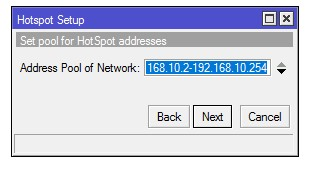 Hotspot Setup
Set pool for HotSpot addresses
Address Pool of Network: 168.10.2-192.168.10.254
Back Next Cancel